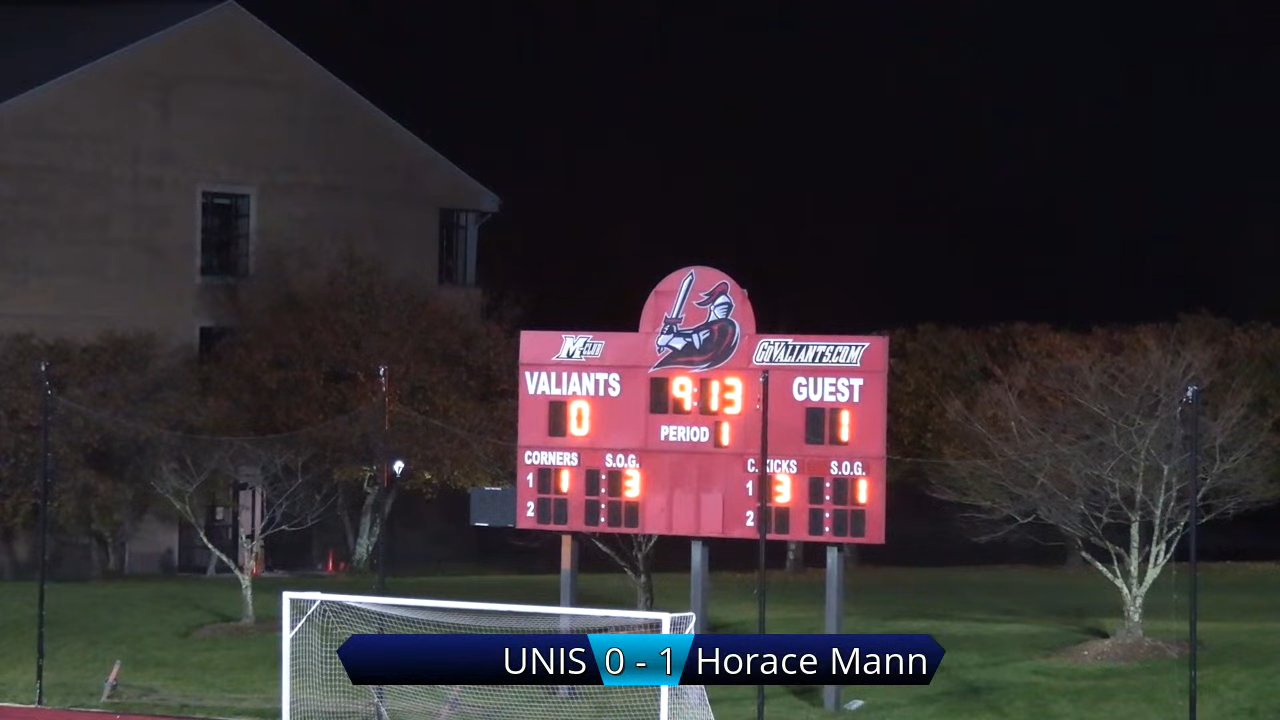 M CLUB
GOVALIANTS.COM
VALIANTS 9:13 GUEST
0 PERIOD 1 1
CORNERS S.O.G. C. KICKS S.O.G.
1 1 3 1 3 1
2 2
UNIS 0 - 1 Horace Mann